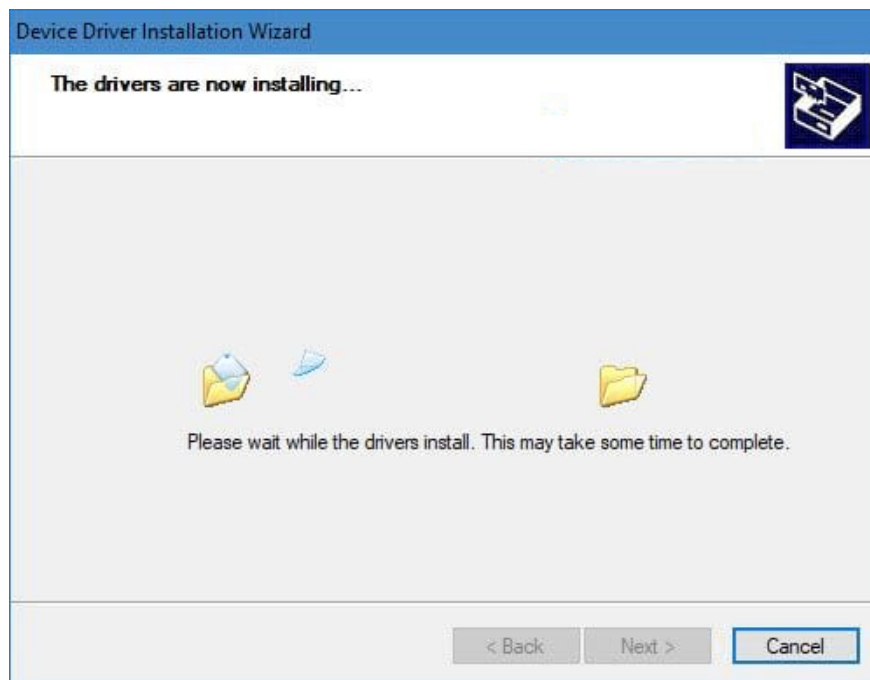 Device Driver Installation Wizard
The drivers are now installing...
Please wait while the drivers install. This may take some time to complete.
< Back
Next >
Cancel